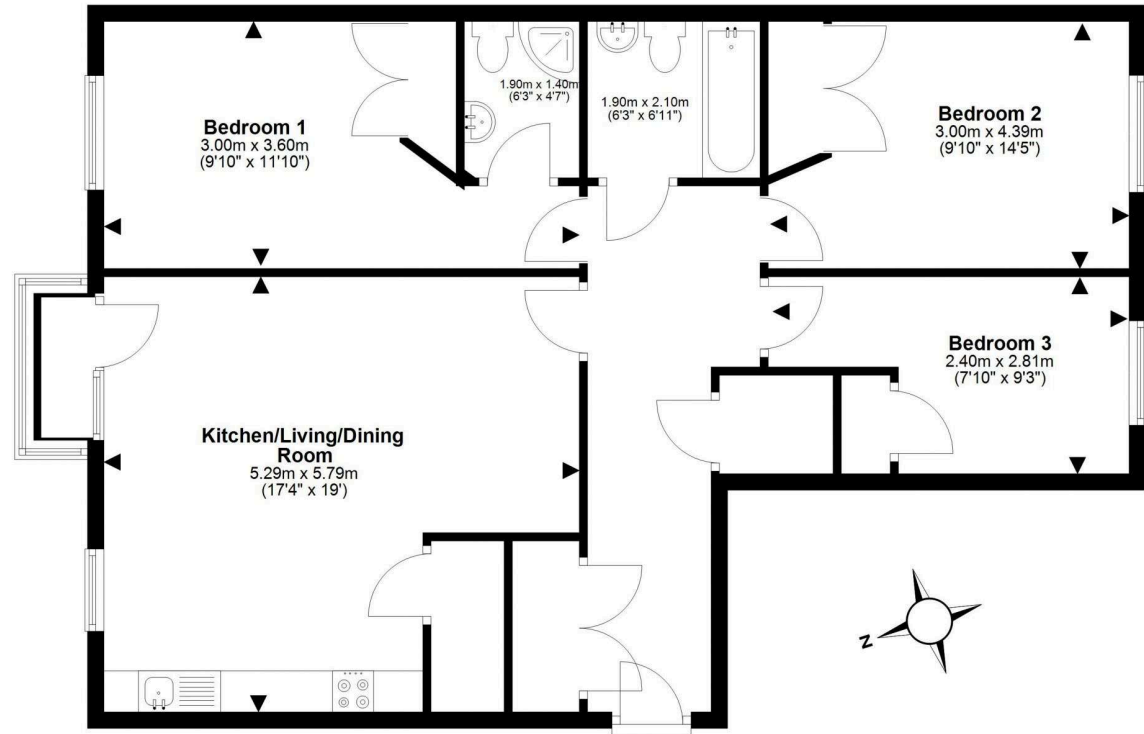 Bedroom 1
3.00m x 3.60m
(9'10" x 11'10")
1.90m x 1.40m
(6'3" x 4'7")
1.90m x 2.10m
(6'3" x 6'11")
Bedroom 2
3.00m x 4.39m
(9'10" x 14'5")
Bedroom 3
2.40m x 2.81m
(7'10" x 9'3")
Kitchen/Living/Dining
Room
5.29m x 5.79m
(17'4" x 19')
N